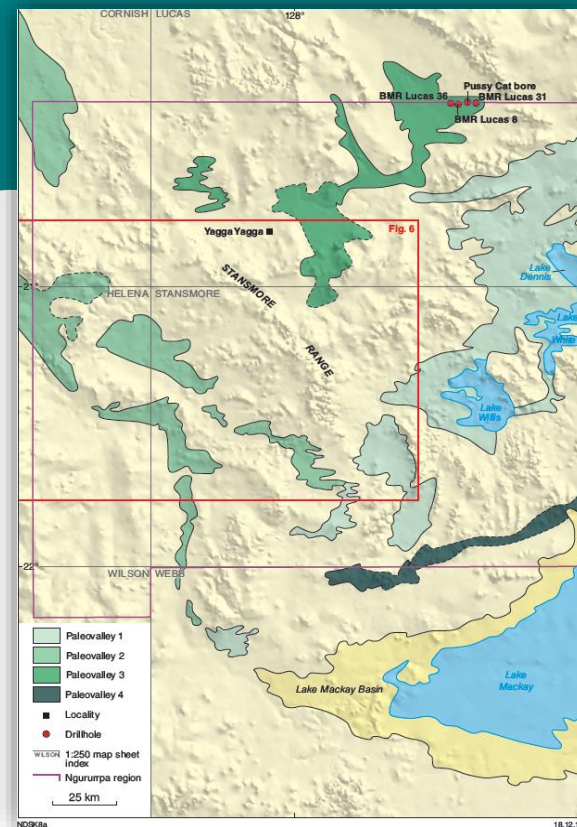 CORNISH LUCAS
128°
Pussy Cat bore
BMR Lucas 36
BMR Lucas 31
BMR Lucas 8
Yagga Yagga
Fig. 6
Lake
Dennis
21°
STANSMORE
RANGE
HELENA STANSMORE
Lake
White
Lake
Willis
22°
WILSON WEBB
Paleovalley 1
Paleovalley 2
Paleovalley 3
Paleovalley 4
Locality
Drillhole
WILSON 1:250 map sheet
index
Ngururrpa region
25 km
Lake Mackay Basin
Lake
Mackay
NDSK8a